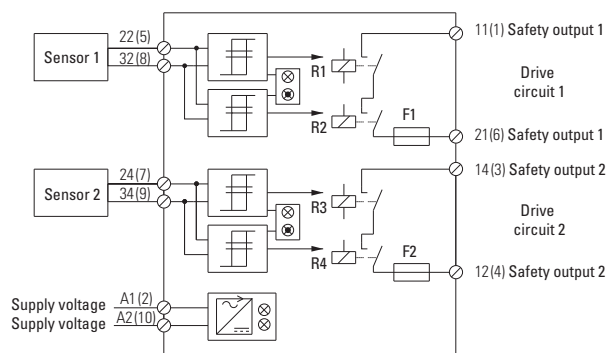 22(5)
Sensor 1
32(8)
11(1) Safety output 1
R1
Drive
circuit 1
R2
F1
21(6) Safety output 1
24(7)
Sensor 2
34(9)
14(3) Safety output 2
R3
Drive
circuit 2
R4
F2
12(4) Safety output 2
Supply voltage A1(2)
Supply voltage A2(10)